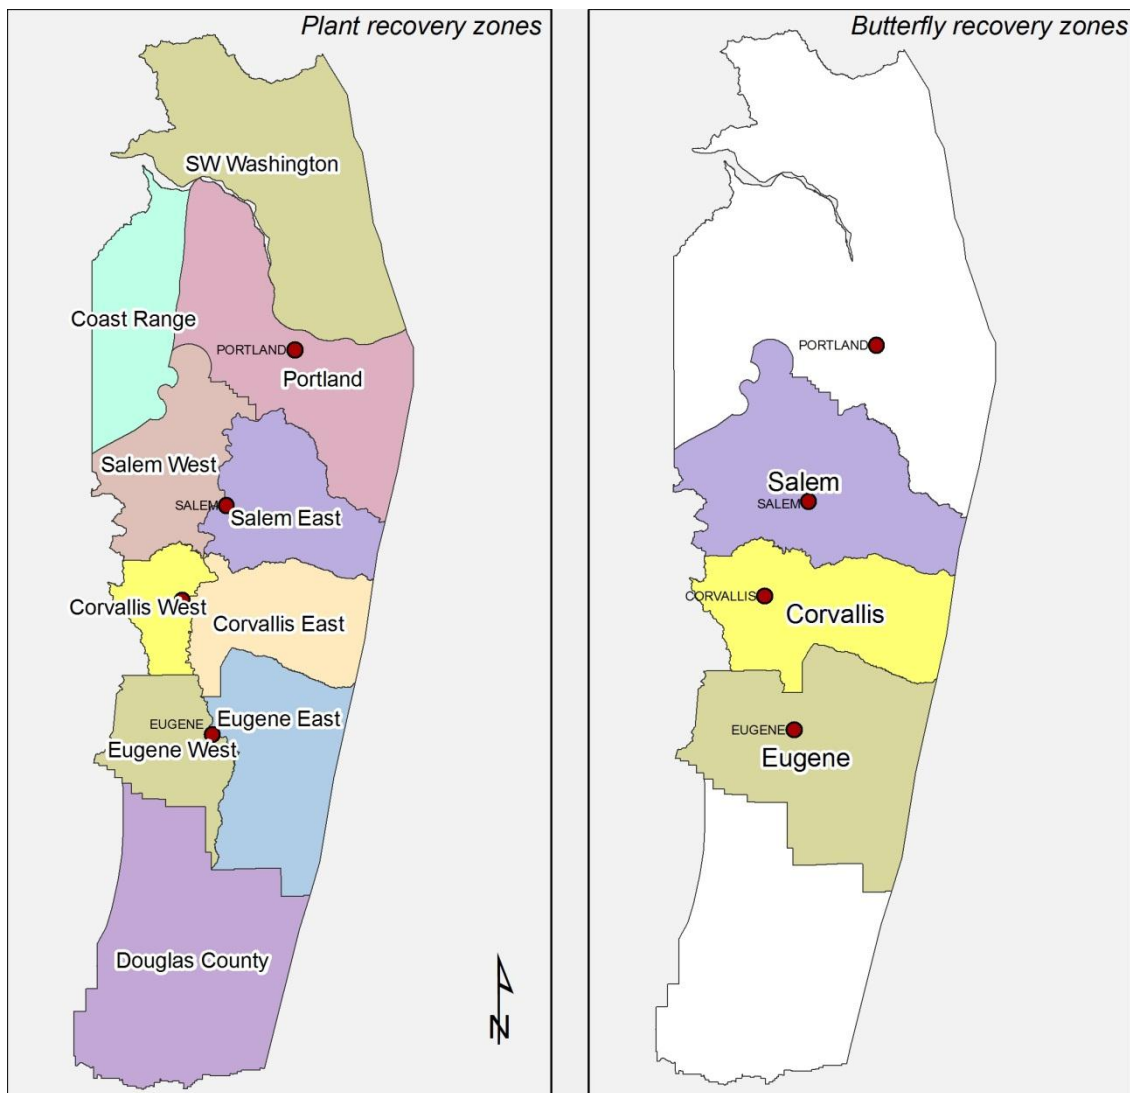 Plant recovery zones
SW Washington
Coast Range
PORTLAND
Portland
Salem West
SALEM
Salem East
Corvallis West
Corvallis East
Eugene East
EUGENE
Eugene West
Douglas County
N
Butterfly recovery zones
PORTLAND
Salem
SALEM
CORVALLIS
Corvallis
EUGENE
Eugene